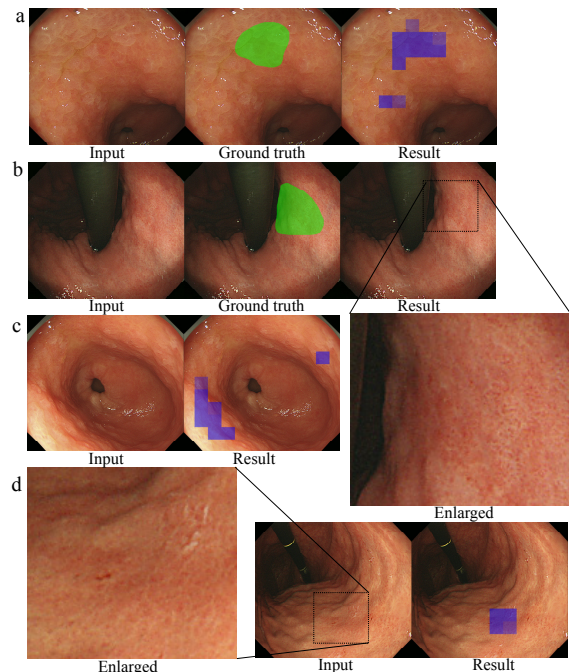 a
Input Ground truth Result
b
Input Ground truth Result
c
Input Result
Enlarged
d
Enlarged
Input Result